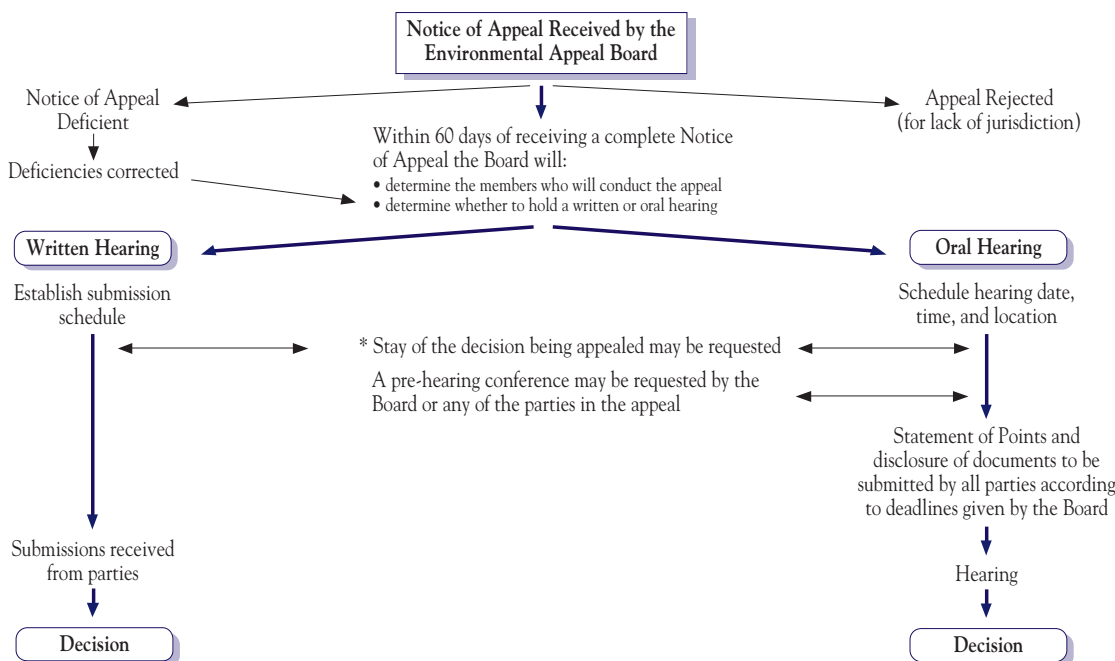 Notice of Appeal Received by the
Environmental Appeal Board
Notice of Appeal
Deficient
Appeal Rejected
(for lack of jurisdiction)
Within 60 days of receiving a complete Notice
of Appeal the Board will:
• determine the members who will conduct the appeal
• determine whether to hold a written or oral hearing
Deficiencies corrected
Written Hearing
Oral Hearing
Establish submission
schedule
Schedule hearing date,
time, and location
* Stay of the decision being appealed may be requested
A pre-hearing conference may be requested by the
Board or any of the parties in the appeal
Statement of Points and
disclosure of documents to be
submitted by all parties according
to deadlines given by the Board
Submissions received
from parties
Hearing
Decision
Decision